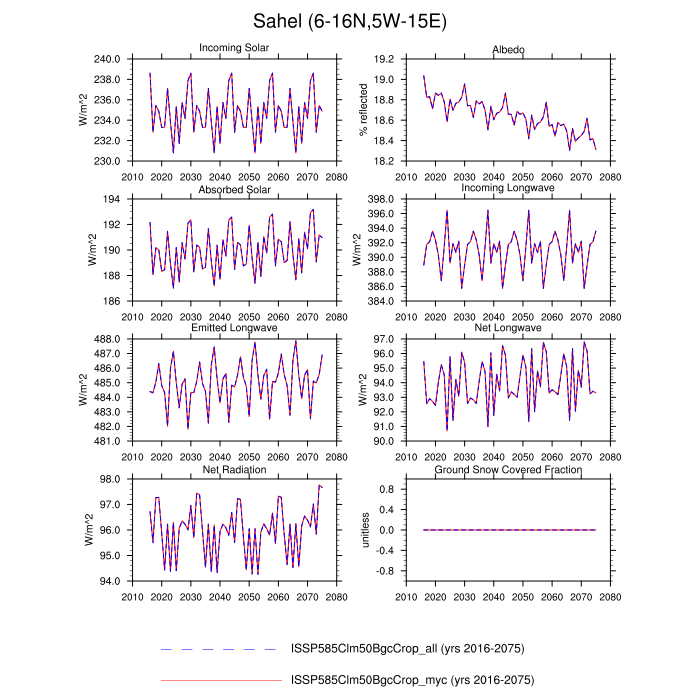 Sahel (6-16N,5W-15E)
Incoming Solar
W/m^2
240.0
238.0
236.0
234.0
232.0
230.0
2010 2020 2030 2040 2050 2060 2070 2080
Albedo
% reflected
19.2
19.0
18.8
18.6
18.4
18.2
2010 2020 2030 2040 2050 2060 2070 2080
Absorbed Solar
W/m^2
194
192
190
188
186
2010 2020 2030 2040 2050 2060 2070 2080
Incoming Longwave
W/m^2
398.0
396.0
394.0
392.0
390.0
388.0
386.0
384.0
2010 2020 2030 2040 2050 2060 2070 2080
Emitted Longwave
W/m^2
488.0
487.0
486.0
485.0
484.0
483.0
482.0
481.0
2010 2020 2030 2040 2050 2060 2070 2080
Net Longwave
W/m^2
97.0
96.0
95.0
94.0
93.0
92.0
91.0
90.0
2010 2020 2030 2040 2050 2060 2070 2080
Net Radiation
W/m^2
98.0
97.0
96.0
95.0
94.0
2010 2020 2030 2040 2050 2060 2070 2080
Ground Snow Covered Fraction
unitless
0.8
0.4
0.0
-0.4
-0.8
2010 2020 2030 2040 2050 2060 2070 2080
ISSP585Clm50BgcCrop_all (yrs 2016-2075)
ISSP585Clm50BgcCrop_myc (yrs 2016-2075)